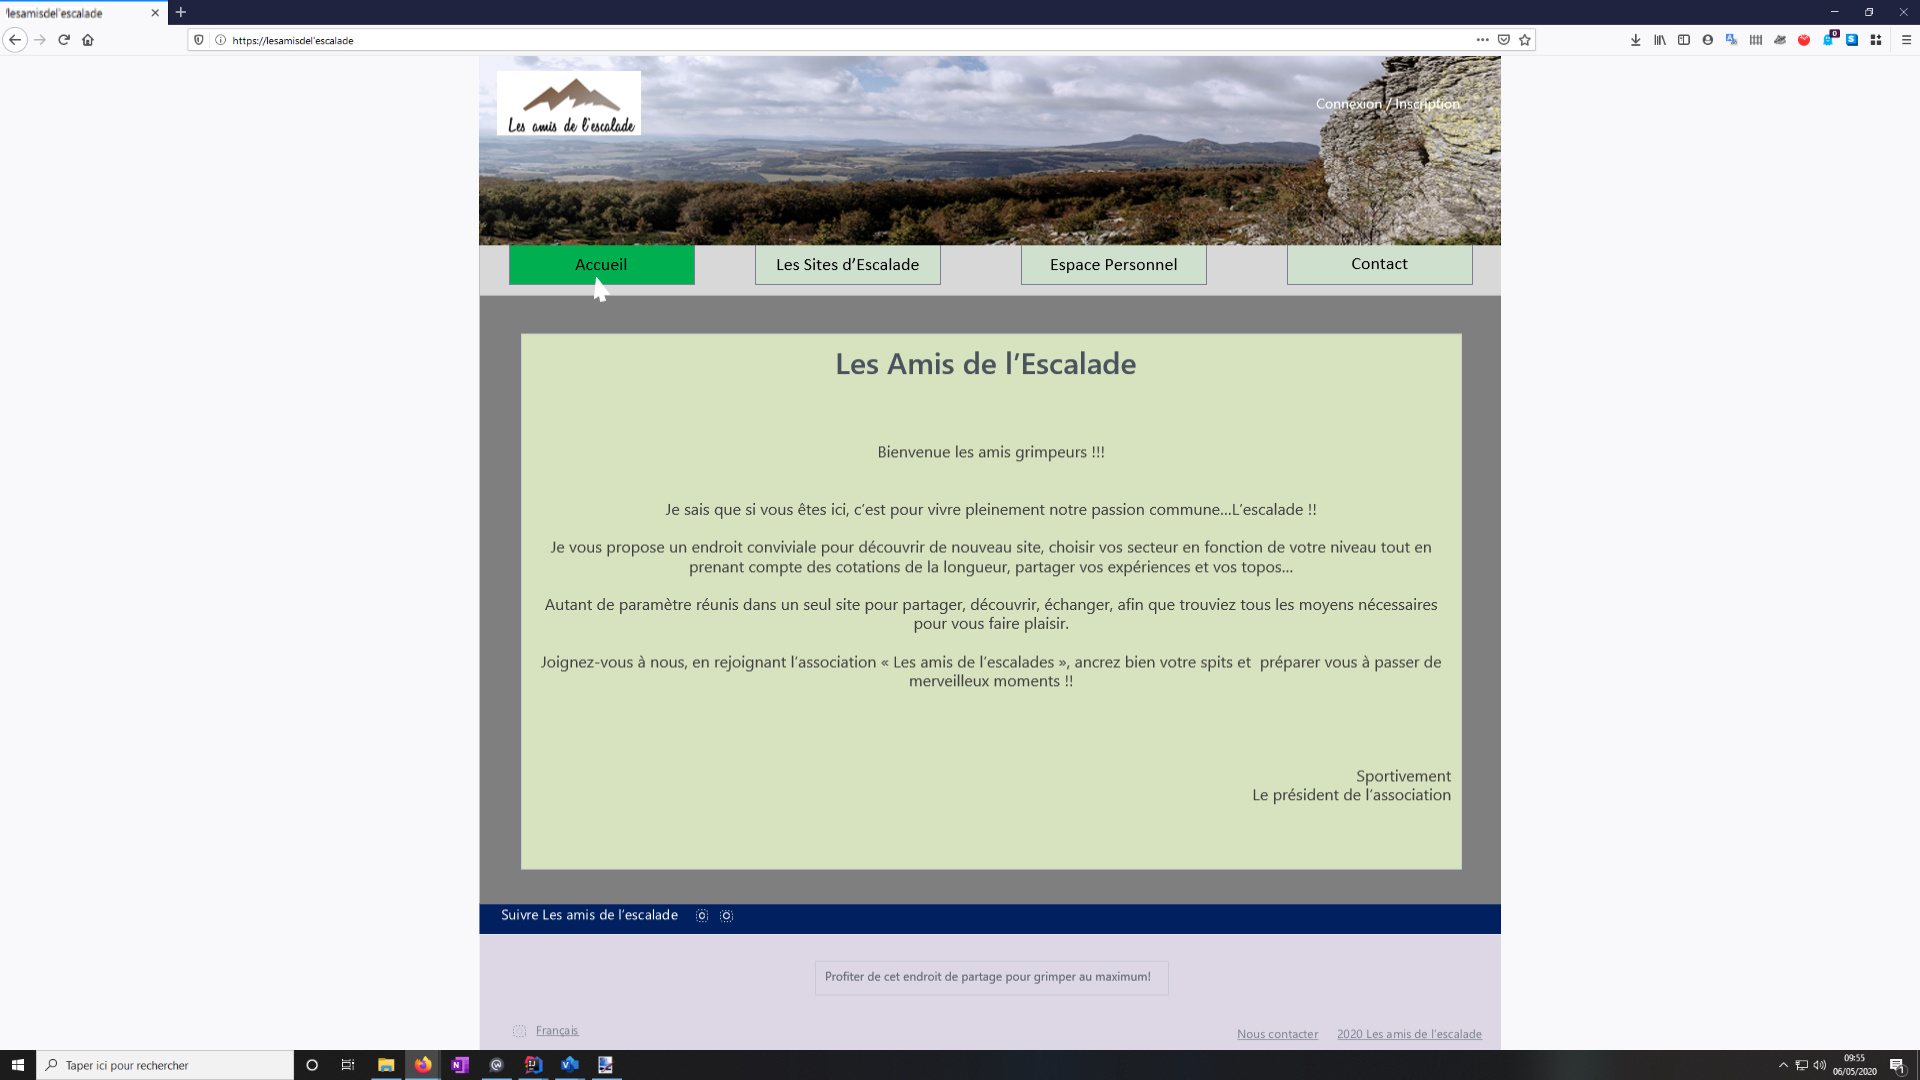 lesamisdel'escalade
https://lesamisdel'escalade
0
Les amis de l'escalade
Connexion / Inscription
Accueil
Les Sites d’Escalade
Espace Personnel
Contact
Les Amis de l’Escalade
Bienvenue les amis grimpeurs !!!
Je sais que si vous êtes ici, c’est pour vivre pleinement notre passion commune…L’escalade !!
Je vous propose un endroit conviviale pour découvrir de nouveau site, choisir vos secteur en fonction de votre niveau tout en
prenant compte des cotations de la longueur, partager vos expériences et vos topos…
Autant de paramètre réunis dans un seul site pour partager, découvrir, échanger, afin que trouviez tous les moyens nécessaires
pour vous faire plaisir.
Joignez-vous à nous, en rejoignant l’association « Les amis de l’escalades », ancrez bien votre spits et  préparer vous à passer de
merveilleux moments !!
Sportivement
Le président de l’association
Suivre Les amis de l’escalade
Profiter de cet endroit de partage pour grimper au maximum!
Français
Nous contacter
2020 Les amis de l’escalade
Taper ici pour rechercher
09:55
06/05/2020
1